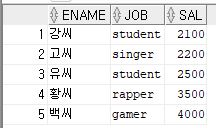 ENAME JOB SAL
1 강씨 student 2100
2 고씨 singer 2200
3 유씨 student 2500
4 황씨 rapper 3500
5 백씨 gamer 4000